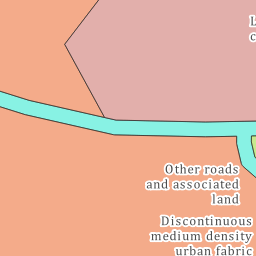 L
c
Other roads
and associated
land
Discontinuous
medium density
urban fabric